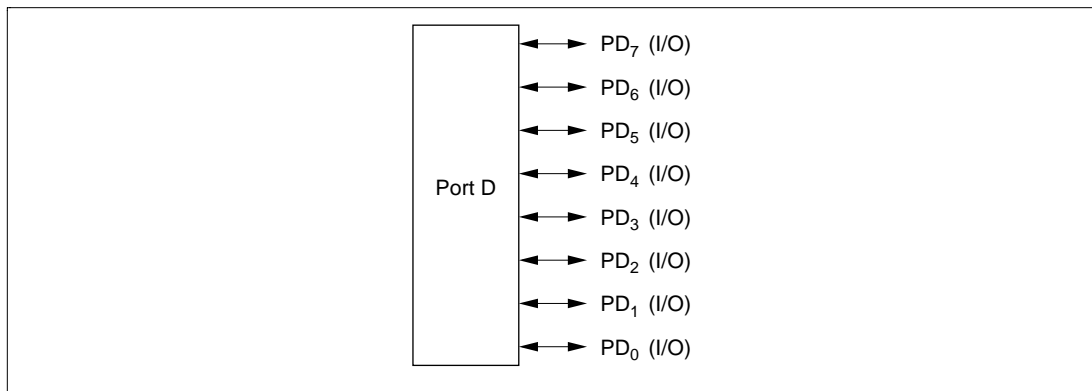 PD₇ (I/O)
PD₆ (I/O)
PD₅ (I/O)
PD₄ (I/O)
Port D
PD₃ (I/O)
PD₂ (I/O)
PD₁ (I/O)
PD₀ (I/O)